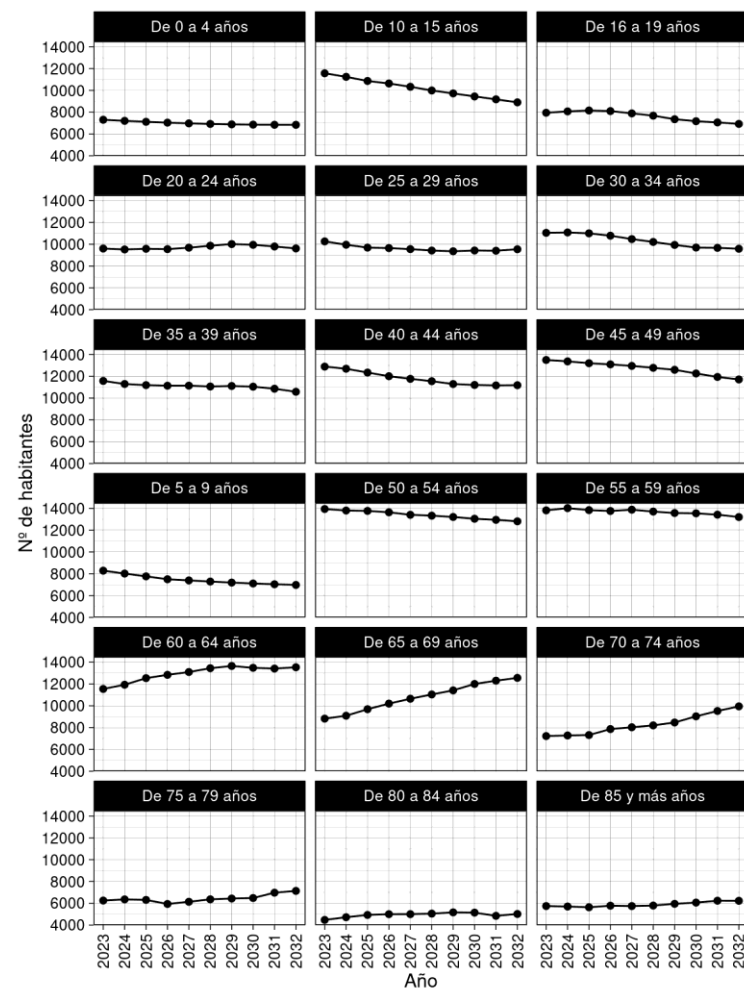 De 0 a 4 años
De 10 a 15 años
De 16 a 19 años
14000
12000
10000
8000
6000
4000
De 20 a 24 años
De 25 a 29 años
De 30 a 34 años
14000
12000
10000
8000
6000
4000
De 35 a 39 años
De 40 a 44 años
De 45 a 49 años
14000
12000
10000
8000
6000
4000
Nº de habitantes
De 5 a 9 años
De 50 a 54 años
De 55 a 59 años
14000
12000
10000
8000
6000
4000
De 60 a 64 años
De 65 a 69 años
De 70 a 74 años
14000
12000
10000
8000
6000
4000
De 75 a 79 años
De 80 a 84 años
De 85 y más años
14000
12000
10000
8000
6000
4000
2023 2024 2025 2026 2027 2028 2029 2030 2031 2032
2023 2024 2025 2026 2027 2028 2029 2030 2031 2032
2023 2024 2025 2026 2027 2028 2029 2030 2031 2032
Año